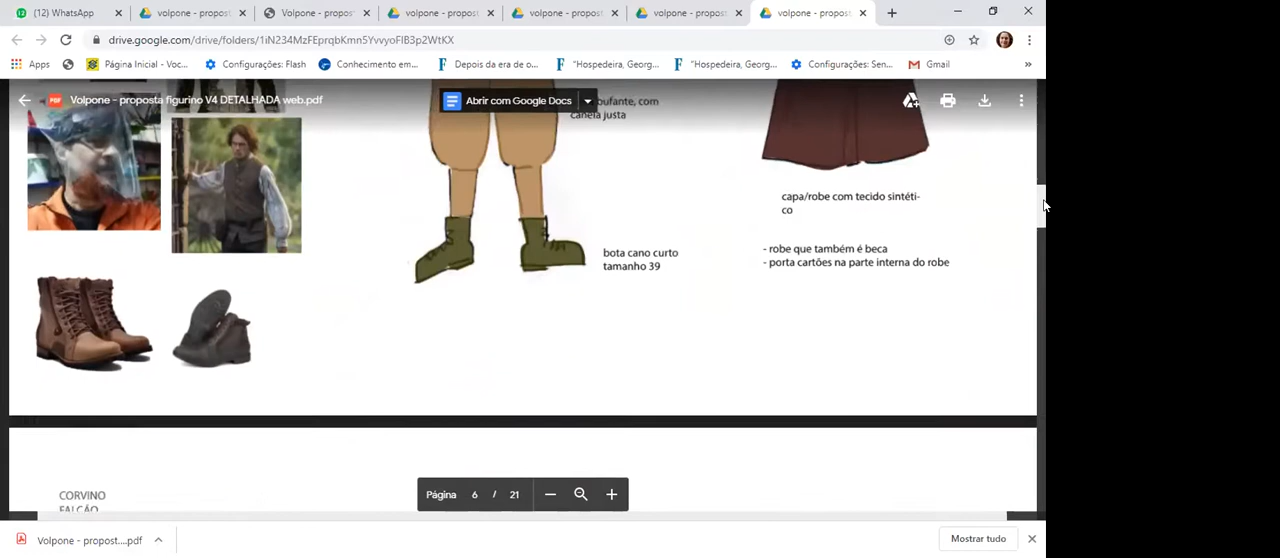 (12) WhatsApp
volpone - propost
Volpone - propos
volpone - propost
volpone - propost
volpone - propost
volpone - propost
drive.google.com/drive/folders/1iN234MzFEprqbKmn5YvvyoFlB3p2WtKX
Apps
Página Inicial - Voc...
Configurações: Flash
Conhecimento em...
Depois da era de o...
"Hospedeira, Georg...
"Hospedeira, Georg...
Configurações: Sen...
Gmail
PDF
Volpone - proposta figurino V4 DETALHADA web.pdf
Abrir com Google Docs
bufante, com
canela justa
capa/robe com tecido sintéti-
co
bota cano curto
tamanho 39
- robe que também é beca
- porta cartões na parte interna do robe
CORVINO
FALCÃO
Página 6 / 21
Volpone - propost....pdf
Mostrar tudo